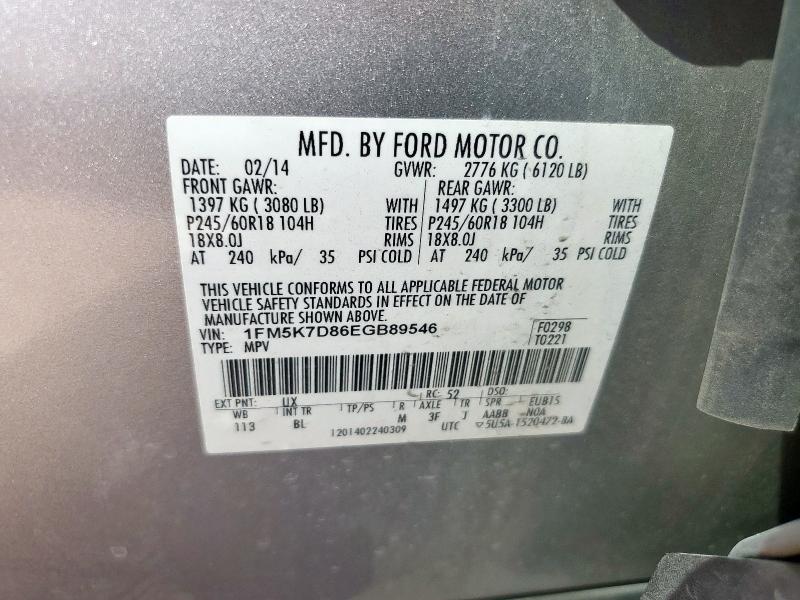 MFD. BY FORD MOTOR CO.
DATE: 02/14 GVWR: 2776 KG ( 6120 LB)
FRONT GAWR: REAR GAWR:
1397 KG ( 3080 LB) WITH 1497 KG ( 3300 LB) WITH
P245/60R18 104H TIRES P245/60R18 104H TIRES
18X8.0J RIMS 18X8.0J RIMS
AT 240 kPa/ 35 PSI COLD AT 240 kPa/ 35 PSI COLD
THIS VEHICLE CONFORMS TO ALL APPLICABLE FEDERAL MOTOR
VEHICLE SAFETY STANDARDS IN EFFECT ON THE DATE OF
MANUFACTURE SHOWN ABOVE.
VIN: 1FM5K7D86EGB89546 F0298
TYPE: MPV T0221
EXT PNT: UX RC: 52 DSO:
WB INT TR TP/PS R AXLE TR SPR EUB15
113 BL M 3F J AABB NOA
1201402240309 UTC 5U5A-1520472-BA